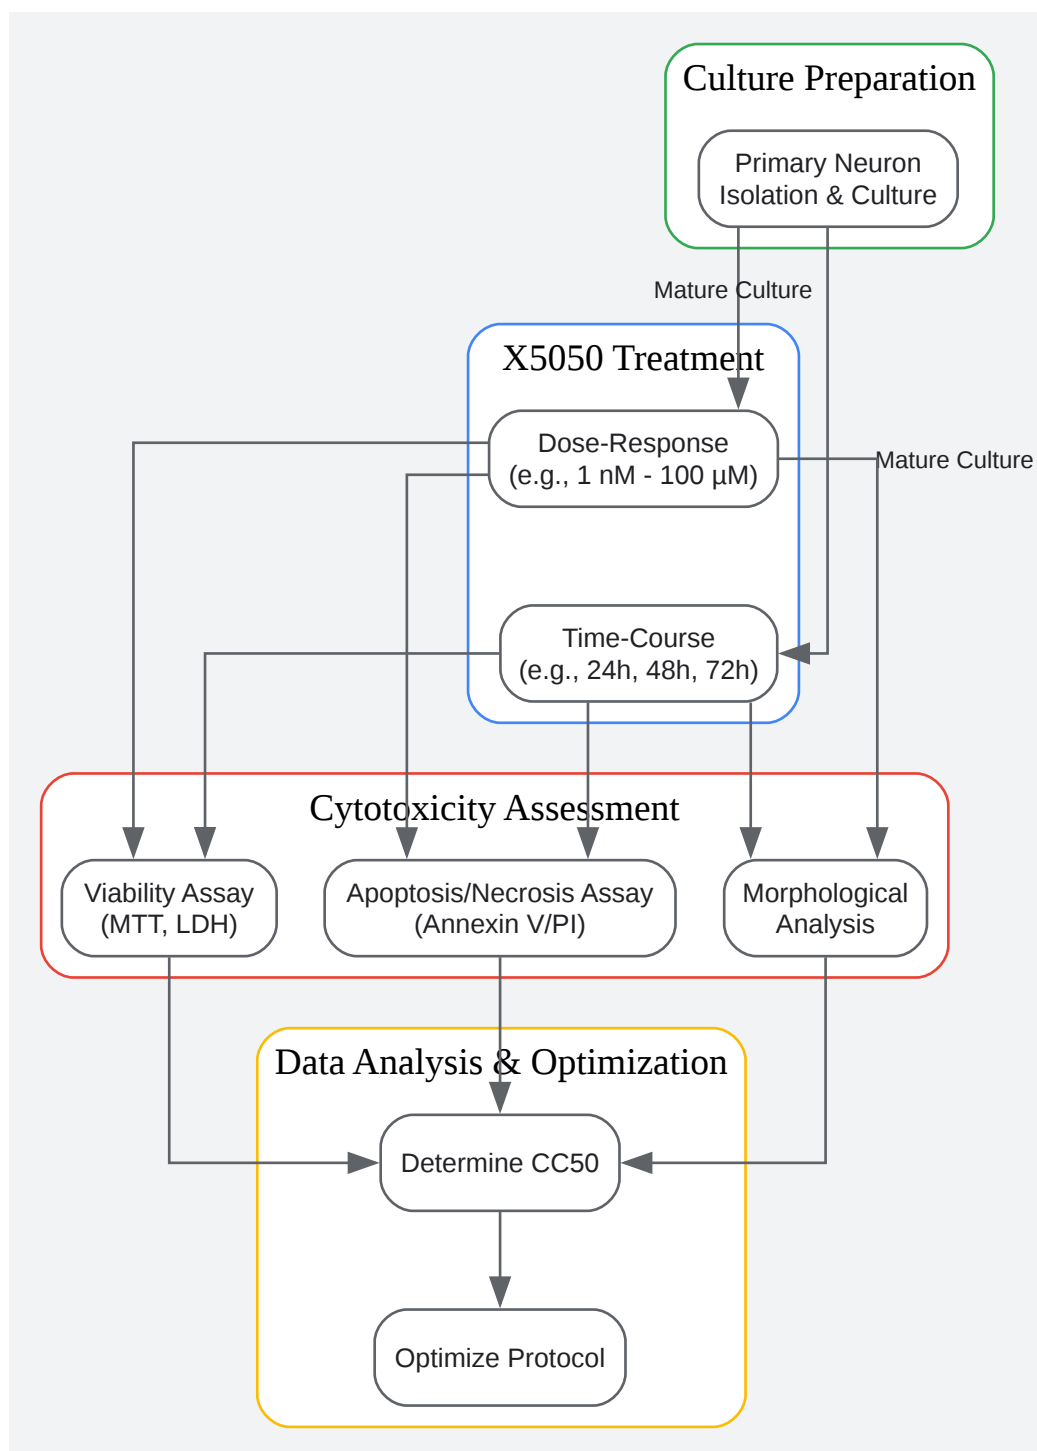 Culture Preparation
Primary Neuron
Isolation & Culture
Mature Culture
X5050 Treatment
Dose-Response
(e.g., 1 nM - 100 µM)
Mature Culture
Time-Course
(e.g., 24h, 48h, 72h)
Cytotoxicity Assessment
Viability Assay
(MTT, LDH)
Apoptosis/Necrosis Assay
(Annexin V/PI)
Morphological
Analysis
Data Analysis & Optimization
Determine CC50
Optimize Protocol